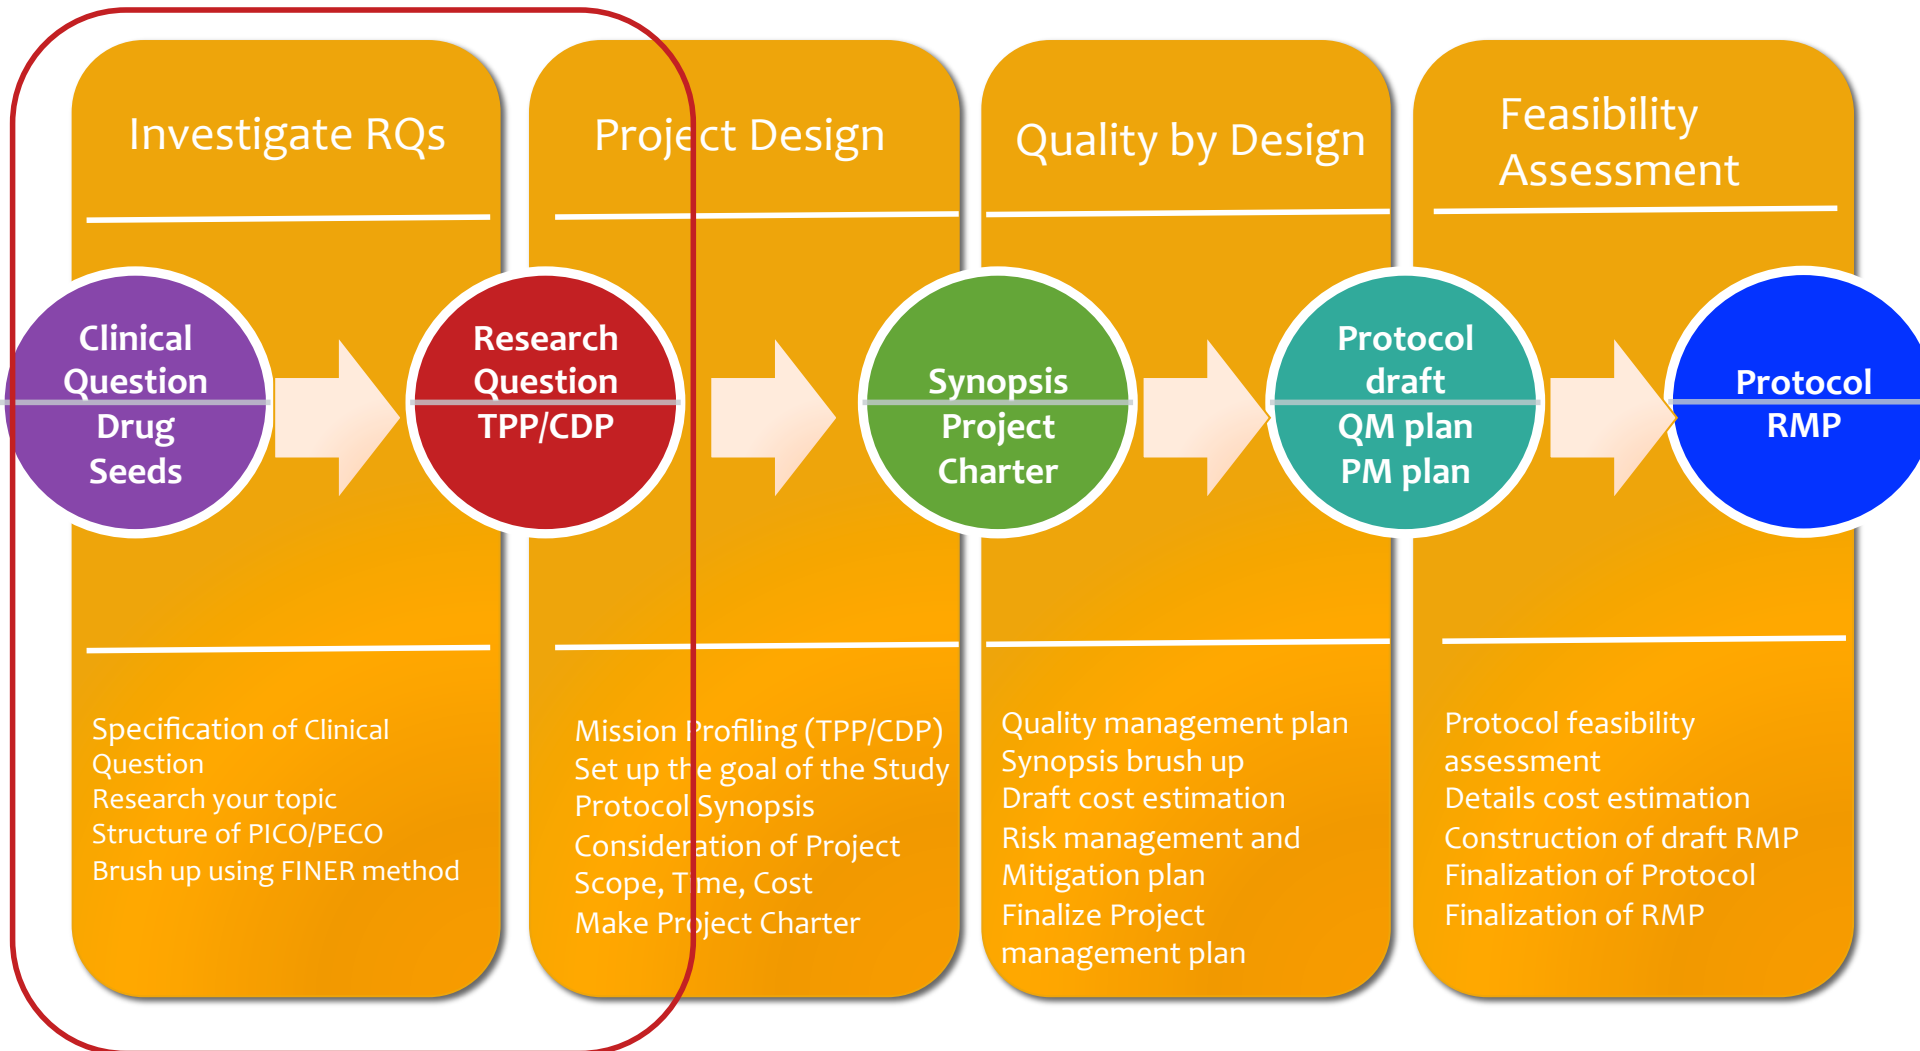 Investigate RQs
Project Design
Quality by Design
Feasibility
Assessment
Clinical
Question
Drug
Seeds
Research
Question
TPP/CDP
Synopsis
Project
Charter
Protocol
draft
QM plan
PM plan
Protocol
RMP
Specification of Clinical
Question
Research your topic
Structure of PICO/PECO
Brush up using FINER method
Mission Profiling (TPP/CDP)
Set up the goal of the Study
Protocol Synopsis
Consideration of Project
Scope, Time, Cost
Make Project Charter
Quality management plan
Synopsis brush up
Draft cost estimation
Risk management and
Mitigation plan
Finalize Project
management plan
Protocol feasibility
assessment
Details cost estimation
Construction of draft RMP
Finalization of Protocol
Finalization of RMP